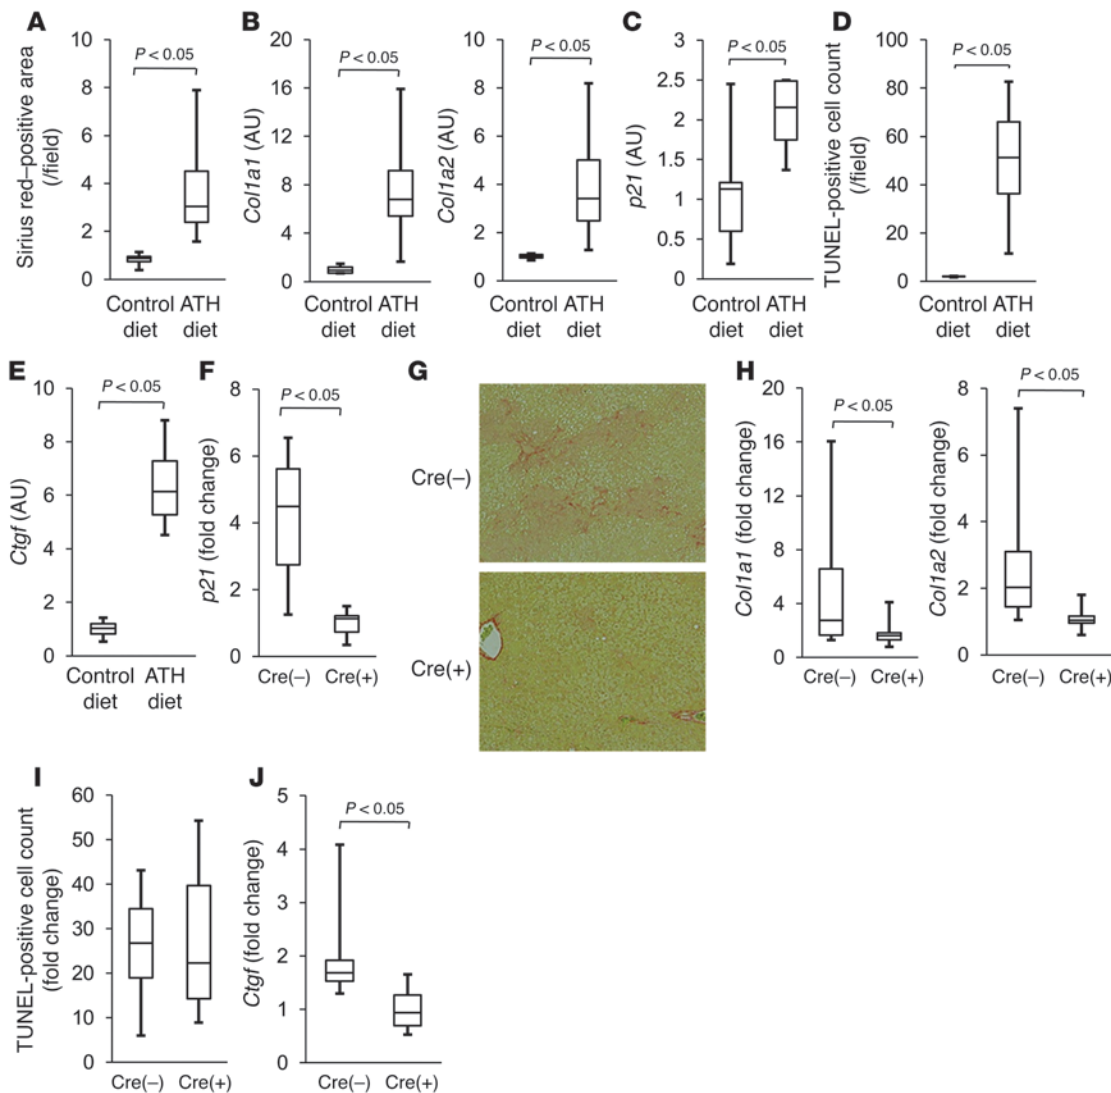 A
Sirius red–positive area
(/field)
10
8
6
4
2
0
P < 0.05
Control ATH
diet diet
B
Col1a1 (AU)
20
16
12
8
4
0
P < 0.05
Control ATH
diet diet
Col1a2 (AU)
10
8
6
4
2
0
P < 0.05
Control ATH
diet diet
C
p21 (AU)
3
2.5
2
1.5
1
0.5
0
P < 0.05
Control ATH
diet diet
D
TUNEL-positive cell count
(/field)
100
80
60
40
20
0
P < 0.05
Control ATH
diet diet
E
Ctgf (AU)
10
8
6
4
2
0
P < 0.05
Control ATH
diet diet
F
p21 (fold change)
8
6
4
2
0
P < 0.05
Cre(–) Cre(+)
G
Cre(–)
Cre(+)
H
Col1a1 (fold change)
20
16
12
8
4
0
P < 0.05
Cre(–) Cre(+)
Col1a2 (fold change)
8
6
4
2
0
P < 0.05
Cre(–) Cre(+)
I
TUNEL-positive cell count
(fold change)
60
50
40
30
20
10
0
Cre(–) Cre(+)
J
Ctgf (fold change)
5
4
3
2
1
0
P < 0.05
Cre(–) Cre(+)